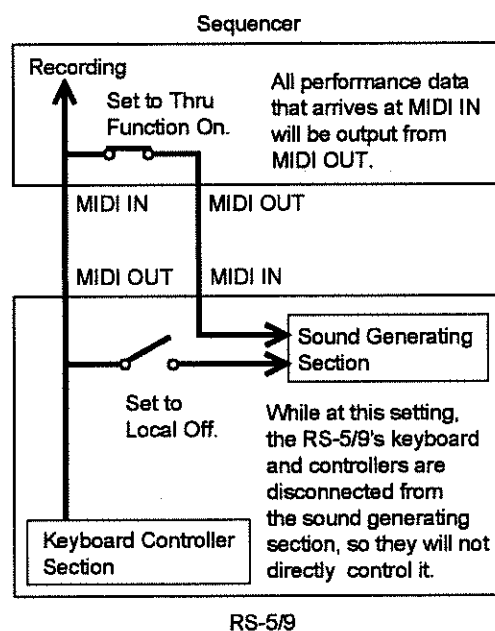 Sequencer
Recording
Set to Thru
Function On.
All performance data
that arrives at MIDI IN
will be output from
MIDI OUT.
MIDI IN
MIDI OUT
MIDI OUT
MIDI IN
Sound Generating
Section
Set to
Local Off.
While at this setting,
the RS-5/9's keyboard
and controllers are
disconnected from
the sound generating
section, so they will not
directly control it.
Keyboard Controller
Section
RS-5/9